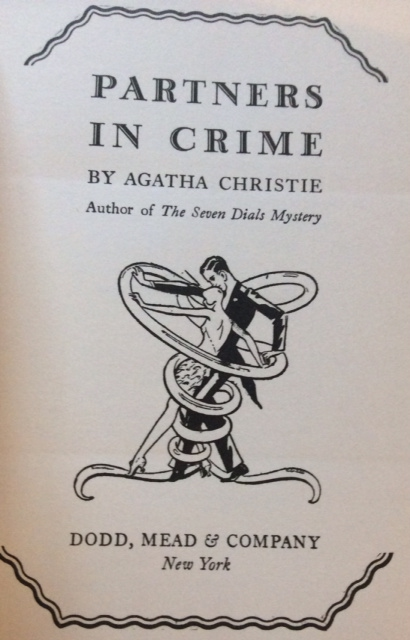 PARTNERS
IN CRIME
BY AGATHA CHRISTIE
Author of The Seven Dials Mystery
DODD, MEAD & COMPANY
New York